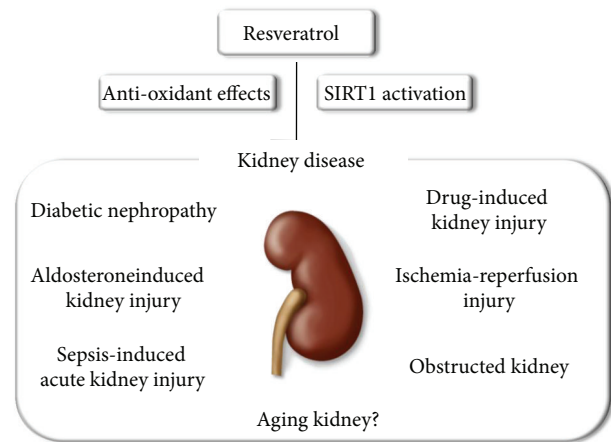 Resveratrol
Anti-oxidant effects
SIRT1 activation
Kidney disease
Diabetic nephropathy
Drug-induced
kidney injury
Aldosteroneinduced
kidney injury
Ischemia-reperfusion
injury
Sepsis-induced
acute kidney injury
Obstructed kidney
Aging kidney?